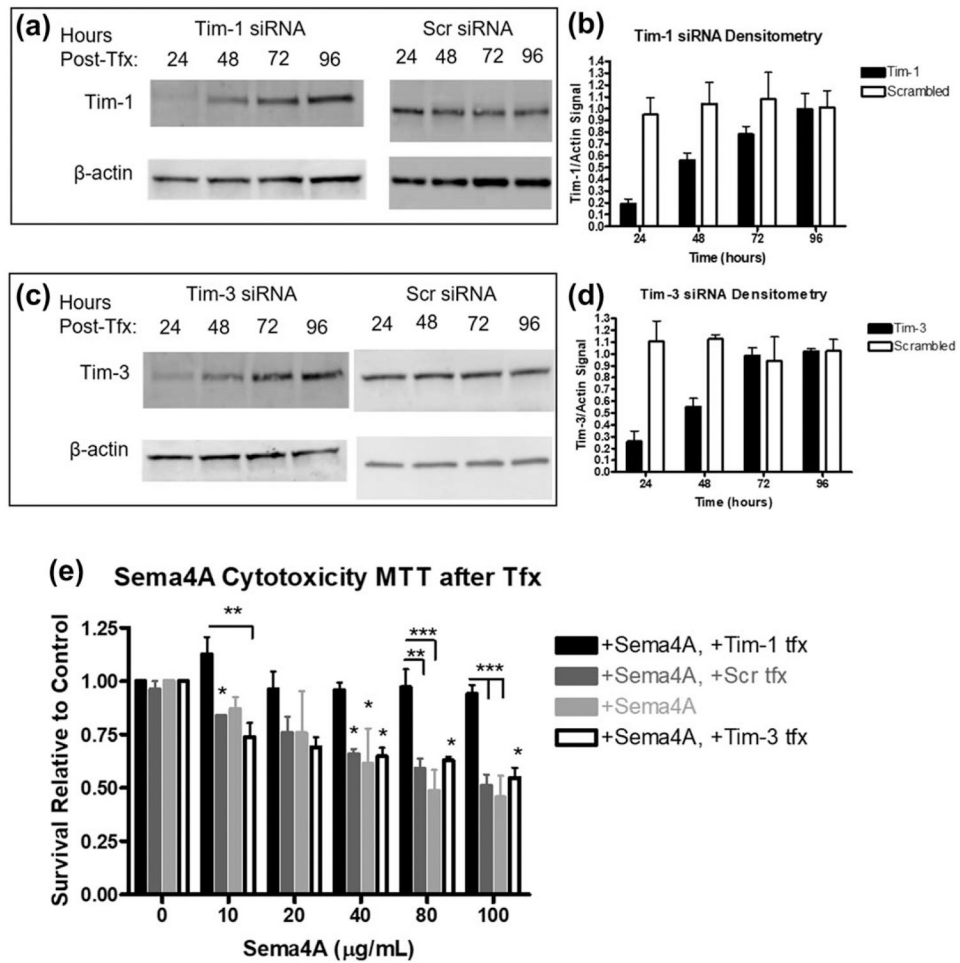 (a)
Hours
Post-Tfx:
Tim-1 siRNA
24 48 72 96
Scr siRNA
24 48 72 96
Tim-1
β-actin
(b)
Tim-1 siRNA Densitometry
Tim-1/Actin Signal
1.4
1.3
1.2
1.1
1.0
0.9
0.8
0.7
0.6
0.5
0.4
0.3
0.2
0.1
0.0
24 48 72 96
Time (hours)
Tim-1
Scrambled
(c)
Hours
Post-Tfx:
Tim-3 siRNA
24 48 72 96
Scr siRNA
24 48 72 96
Tim-3
β-actin
(d)
Tim-3 siRNA Densitometry
Tim-3/Actin Signal
1.3
1.2
1.1
1.0
0.9
0.8
0.7
0.6
0.5
0.4
0.3
0.2
0.1
0.0
24 48 72 96
Time (hours)
Tim-3
Scrambled
(e)
Sema4A Cytotoxicity MTT after Tfx
Survival Relative to Control
1.25
1.00
0.75
0.50
0.25
0.00
**
*
*
*
*
***
**
*
***
*
0 10 20 40 80 100
Sema4A (μg/mL)
+Sema4A, +Tim-1 tfx
+Sema4A, +Scr tfx
+Sema4A
+Sema4A, +Tim-3 tfx